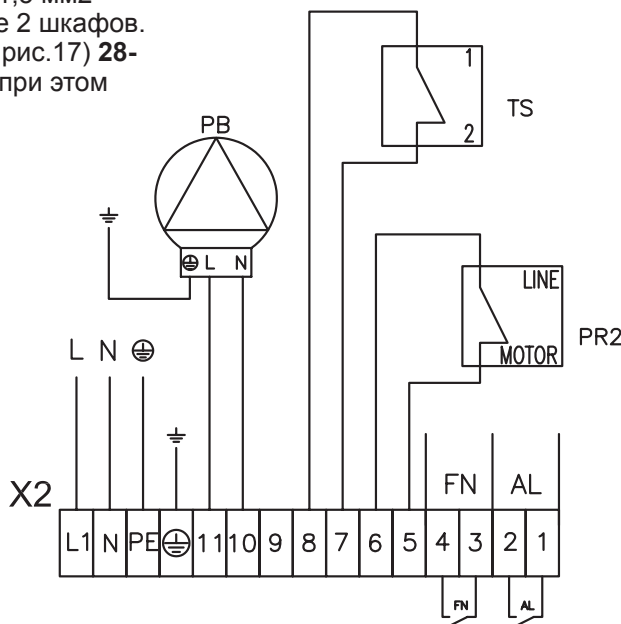 е 2 шкафов.
рис.17) 28-
при этом
1
TS
2
PB
L N
LINE
PR2
MOTOR
L N
FN AL
X2
L1 N PE 11 10 9 8 7 6 5 4 3 2 1
FN AL